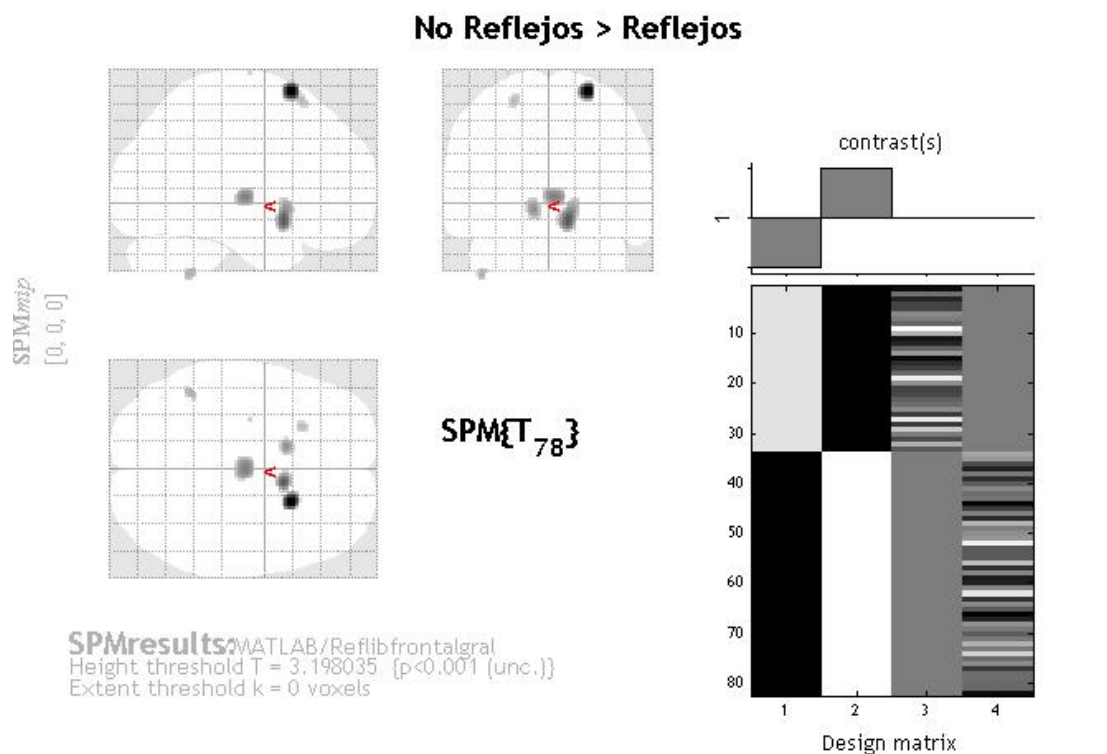 No Reflejos > Reflejos
SPMmip
[0, 0, 0]
<
<
<
SPM{T78}
contrast(s)
1
10
20
30
40
50
60
70
80
1 2 3 4
Design matrix
SPMresults: MATLAB/Reflibfrontalgral
Height threshold T = 3.198035 {p<0.001 (unc.)}
Extent threshold k = 0 voxels